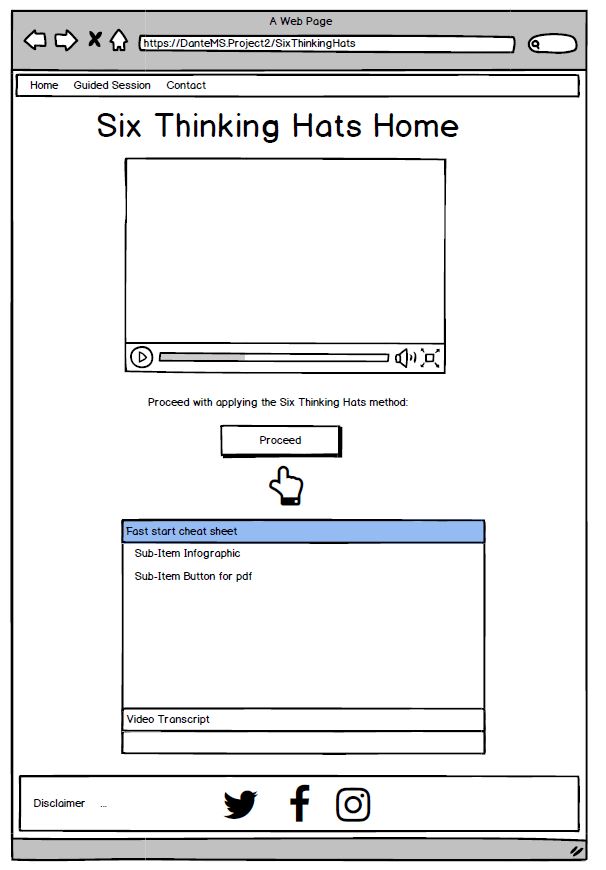 A Web Page
https://DanteMS.Project2/SixThinkingHats
Home Guided Session Contact
Six Thinking Hats Home
Proceed with applying the Six Thinking Hats method:
Proceed
Fast start cheat sheet
Sub-Item Infographic
Sub-Item Button for pdf
Video Transcript
Disclaimer ...